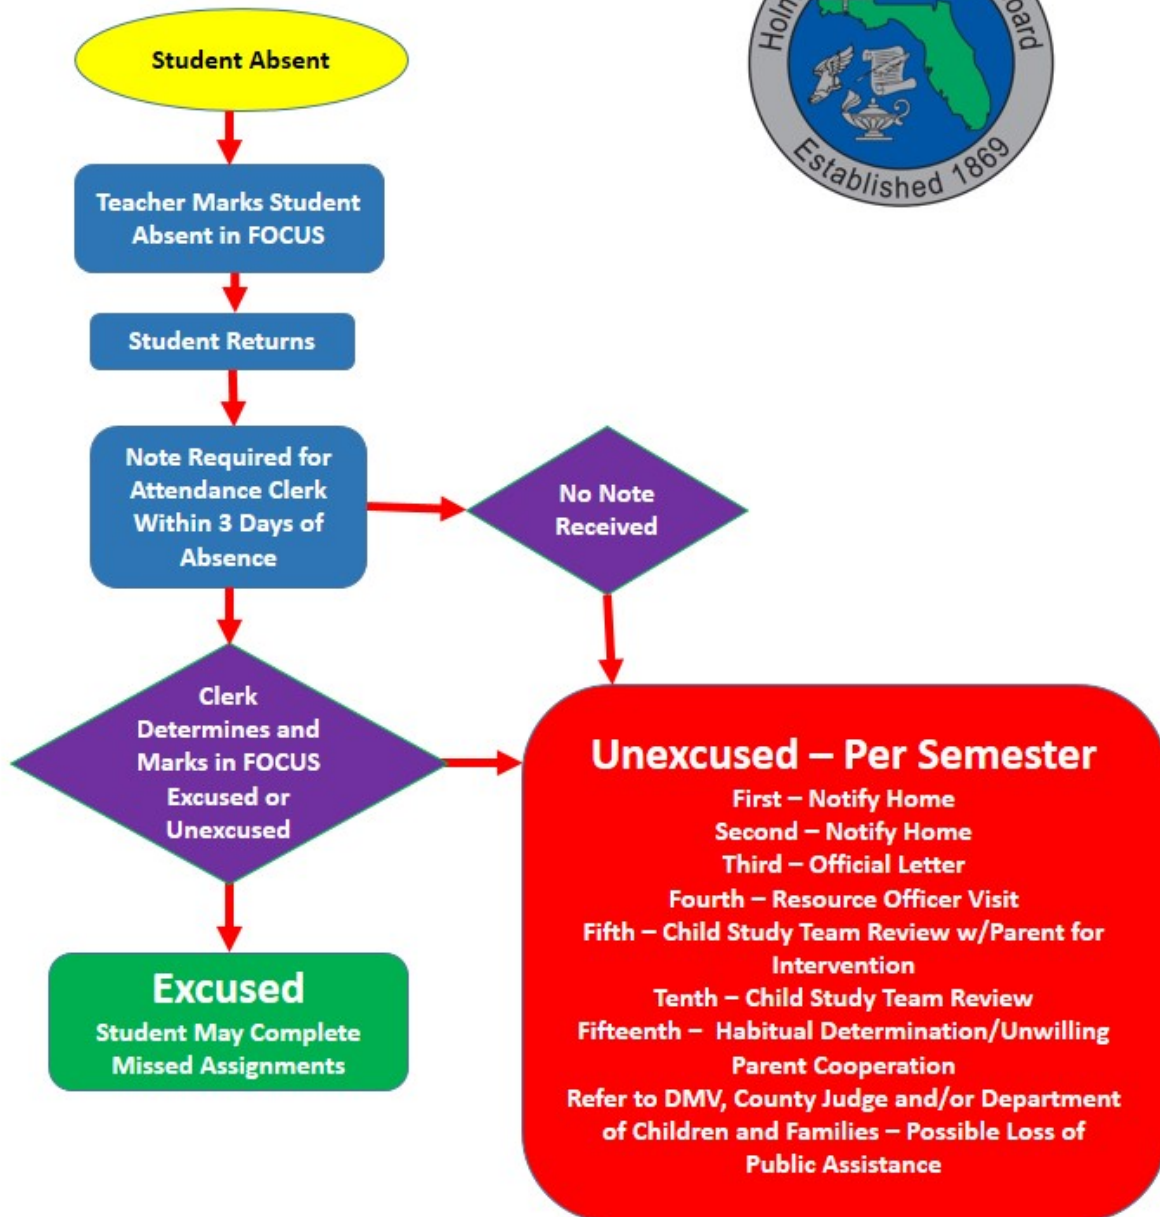 Student Absent
Holm
oard
Established 1869
Teacher Marks Student
Absent in FOCUS
Student Returns
Note Required for
Attendance Clerk
Within 3 Days of
Absence
No Note
Received
Clerk
Determines and
Marks in FOCUS
Excused or
Unexcused
Unexcused – Per Semester
First – Notify Home
Second – Notify Home
Third – Official Letter
Fourth – Resource Officer Visit
Fifth – Child Study Team Review w/Parent for
Intervention
Tenth – Child Study Team Review
Fifteenth – Habitual Determination/Unwilling
Parent Cooperation
Refer to DMV, County Judge and/or Department
of Children and Families – Possible Loss of
Public Assistance
Excused
Student May Complete
Missed Assignments